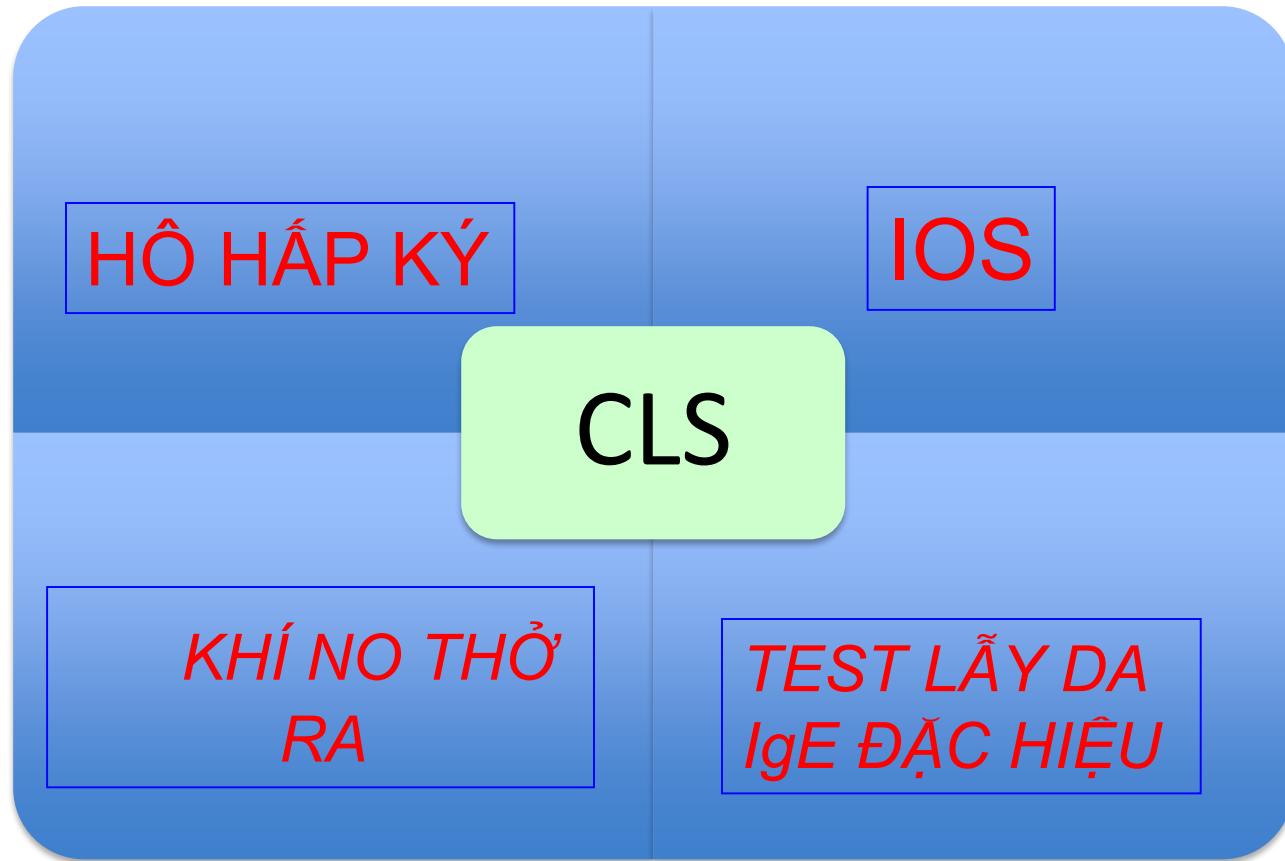 HÔ HẤP KÝ
IOS
CLS
KHÍ NO THỞ
RA
TEST LẪY DA
IgE ĐẶC HIỆU